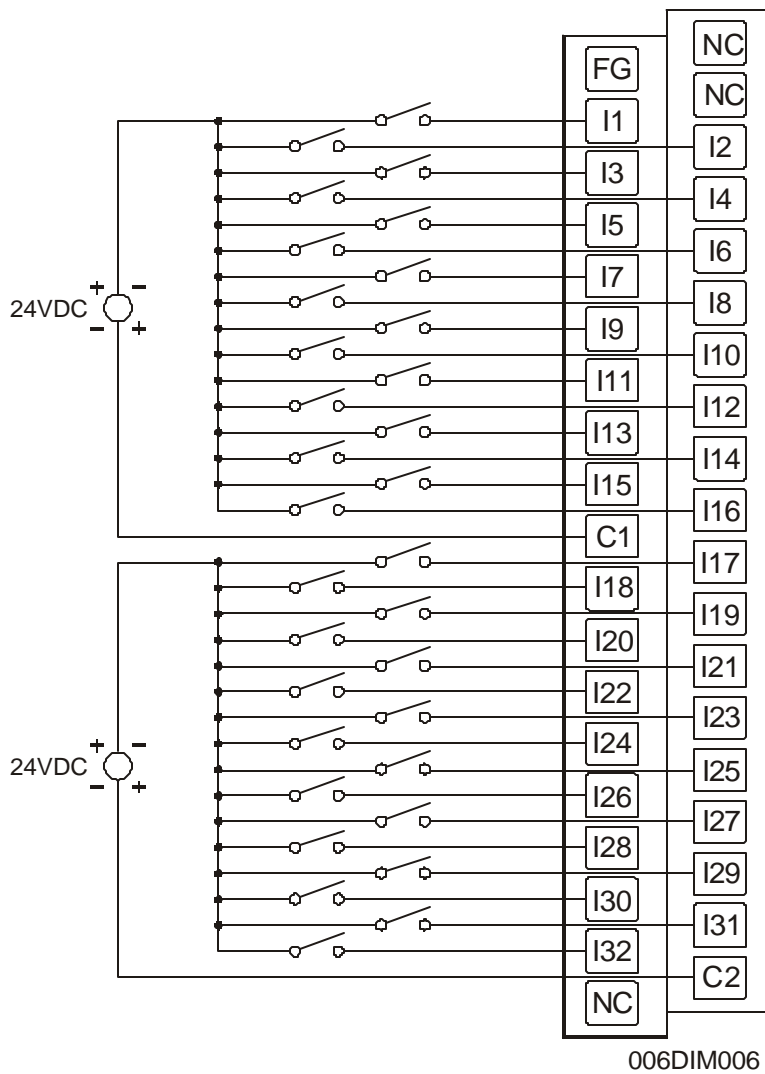 NC
FG
NC
I1
I2
I3
I4
I5
I6
I7
+ -
24VDC
- +
I8
I9
I10
I11
I12
I13
I14
I15
I16
C1
I17
I18
I19
I20
I21
I22
I23
I24
+ -
24VDC
- +
I25
I26
I27
I28
I29
I30
I31
I32
C2
NC
006DIM006